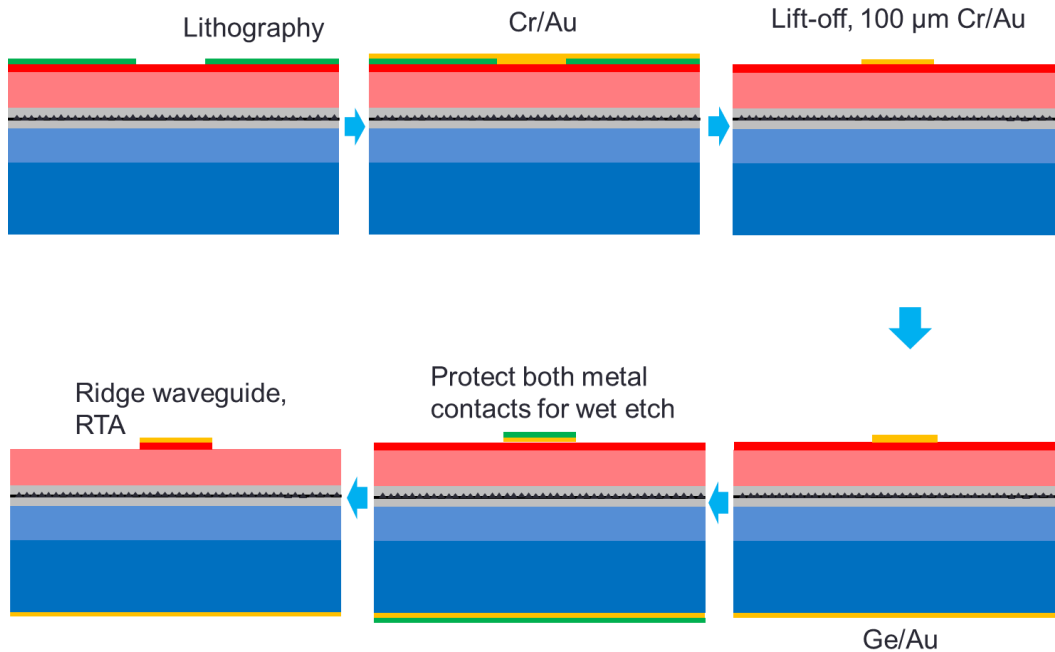 Lithography
Cr/Au
Lift-off, 100 μm Cr/Au
Ridge waveguide,
RTA
Protect both metal
contacts for wet etch
Ge/Au